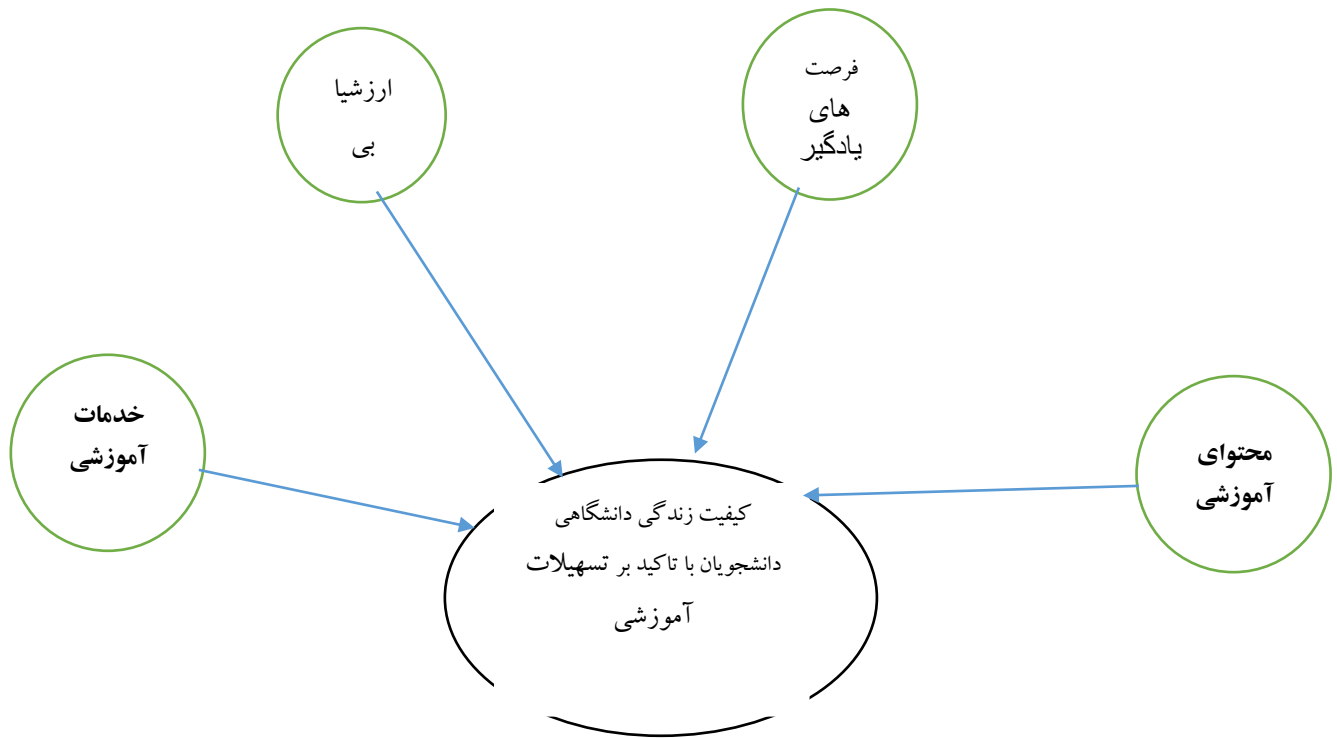 فرصت
های
یادگیر
ارزشیا
بی
محتوای
آموزشی
خدمات
آموزشی
کیفیت زندگی دانشگاهی
دانشجویان با تاکید بر تسهیلات
آموزشی